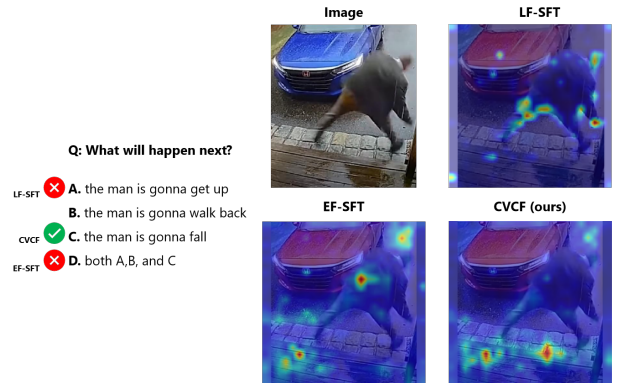 Image
LF-SFT
Q: What will happen next?
LF-SFT A. the man is gonna get up
B. the man is gonna walk back
CVCF C. the man is gonna fall
EF-SFT D. both A,B, and C
EF-SFT
CVCF (ours)